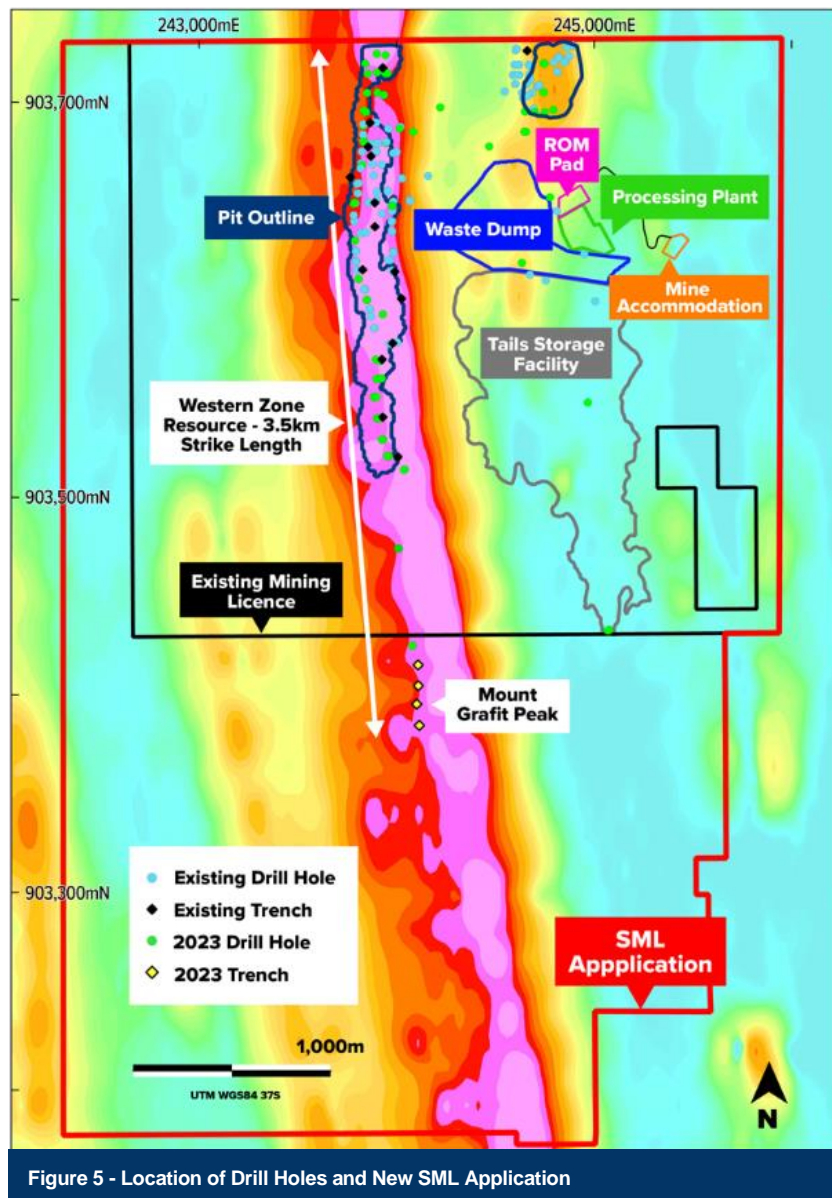 243,000mE
245,000mE
903,700mN
ROM
Pad
Processing Plant
Pit Outline
Waste Dump
Mine
Accommodation
Tails Storage
Facility
Western Zone
Resource - 3.5km
Strike Length
903,500mN
Existing Mining
Licence
Mount
Grafit Peak
903,300mN
Existing Drill Hole
Existing Trench
2023 Drill Hole
2023 Trench
SML
Appplication
1,000m
UTM WGS84 37S
N
Figure 5 - Location of Drill Holes and New SML Application